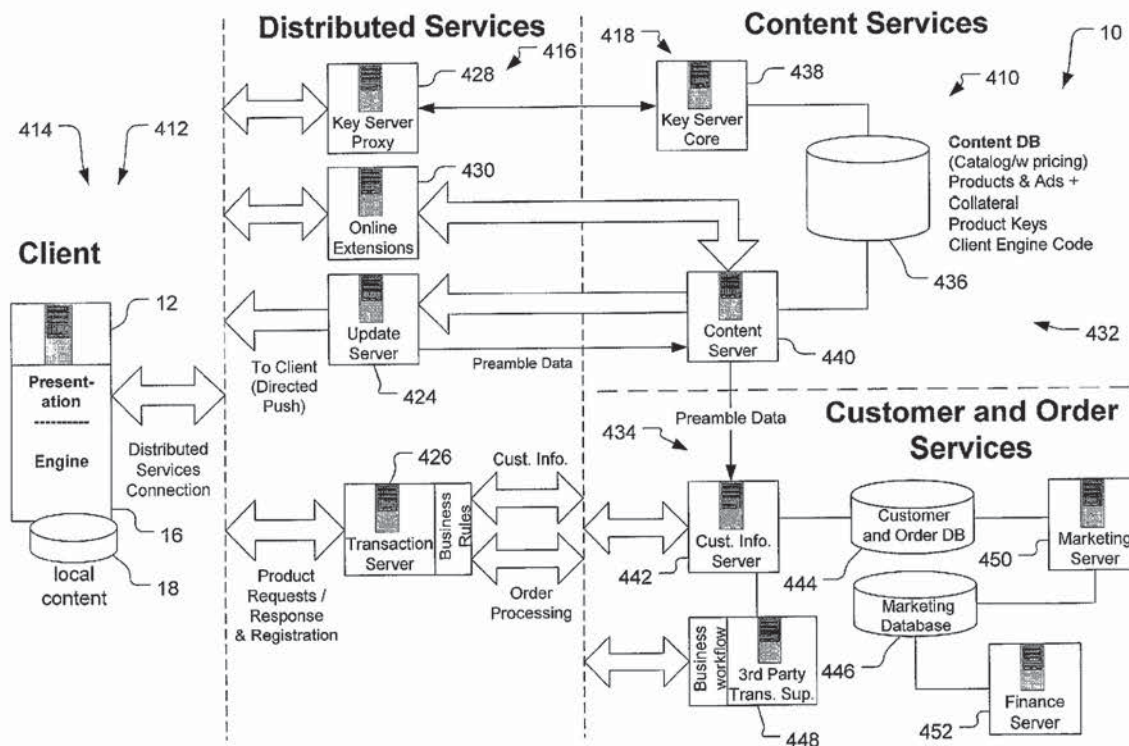 Distributed Services
Content Services
10
416
418
428
438
410
414
412
Key Server
Proxy
Key Server
Core
Content DB
(Catalog/w pricing)
Products & Ads +
Collateral
Product Keys
Client Engine Code
430
Online
Extensions
Client
12
436
Update
Server
Content
Server
432
440
To Client
(Directed
Push)
424
Preamble Data
Present-
ation
----------
Engine
Distributed
Services
Connection
Preamble Data
Customer and Order
Services
434
426
Cust. Info.
Transaction
Server
Business
Rules
16
18
local
content
Product
Requests /
Response
& Registration
Order
Processing
Cust. Info.
Server
442
Customer
and Order DB
444
450
Marketing
Server
Marketing
Database
446
Business
workflow
3rd Party
Trans. Sup.
448
452
Finance
Server